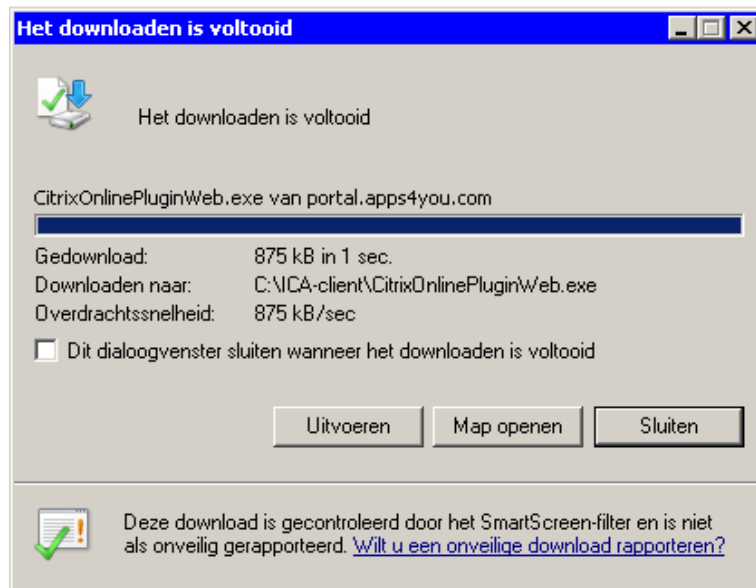 Het downloaden is voltooid
Het downloaden is voltooid
CitrixOnlinePluginWeb.exe van portal.apps4you.com
Gedownload: 875 kB in 1 sec.
Downloaden naar: C:\ICA-client\CitrixOnlinePluginWeb.exe
Overdrachtssnelheid: 875 kB/sec
Dit dialoogvenster sluiten wanneer het downloaden is voltooid
Uitvoeren Map openen Sluiten
Deze download is gecontroleerd door het SmartScreen-filter en is niet
als onveilig gerapporteerd. Wilt u een onveilige download rapporteren?